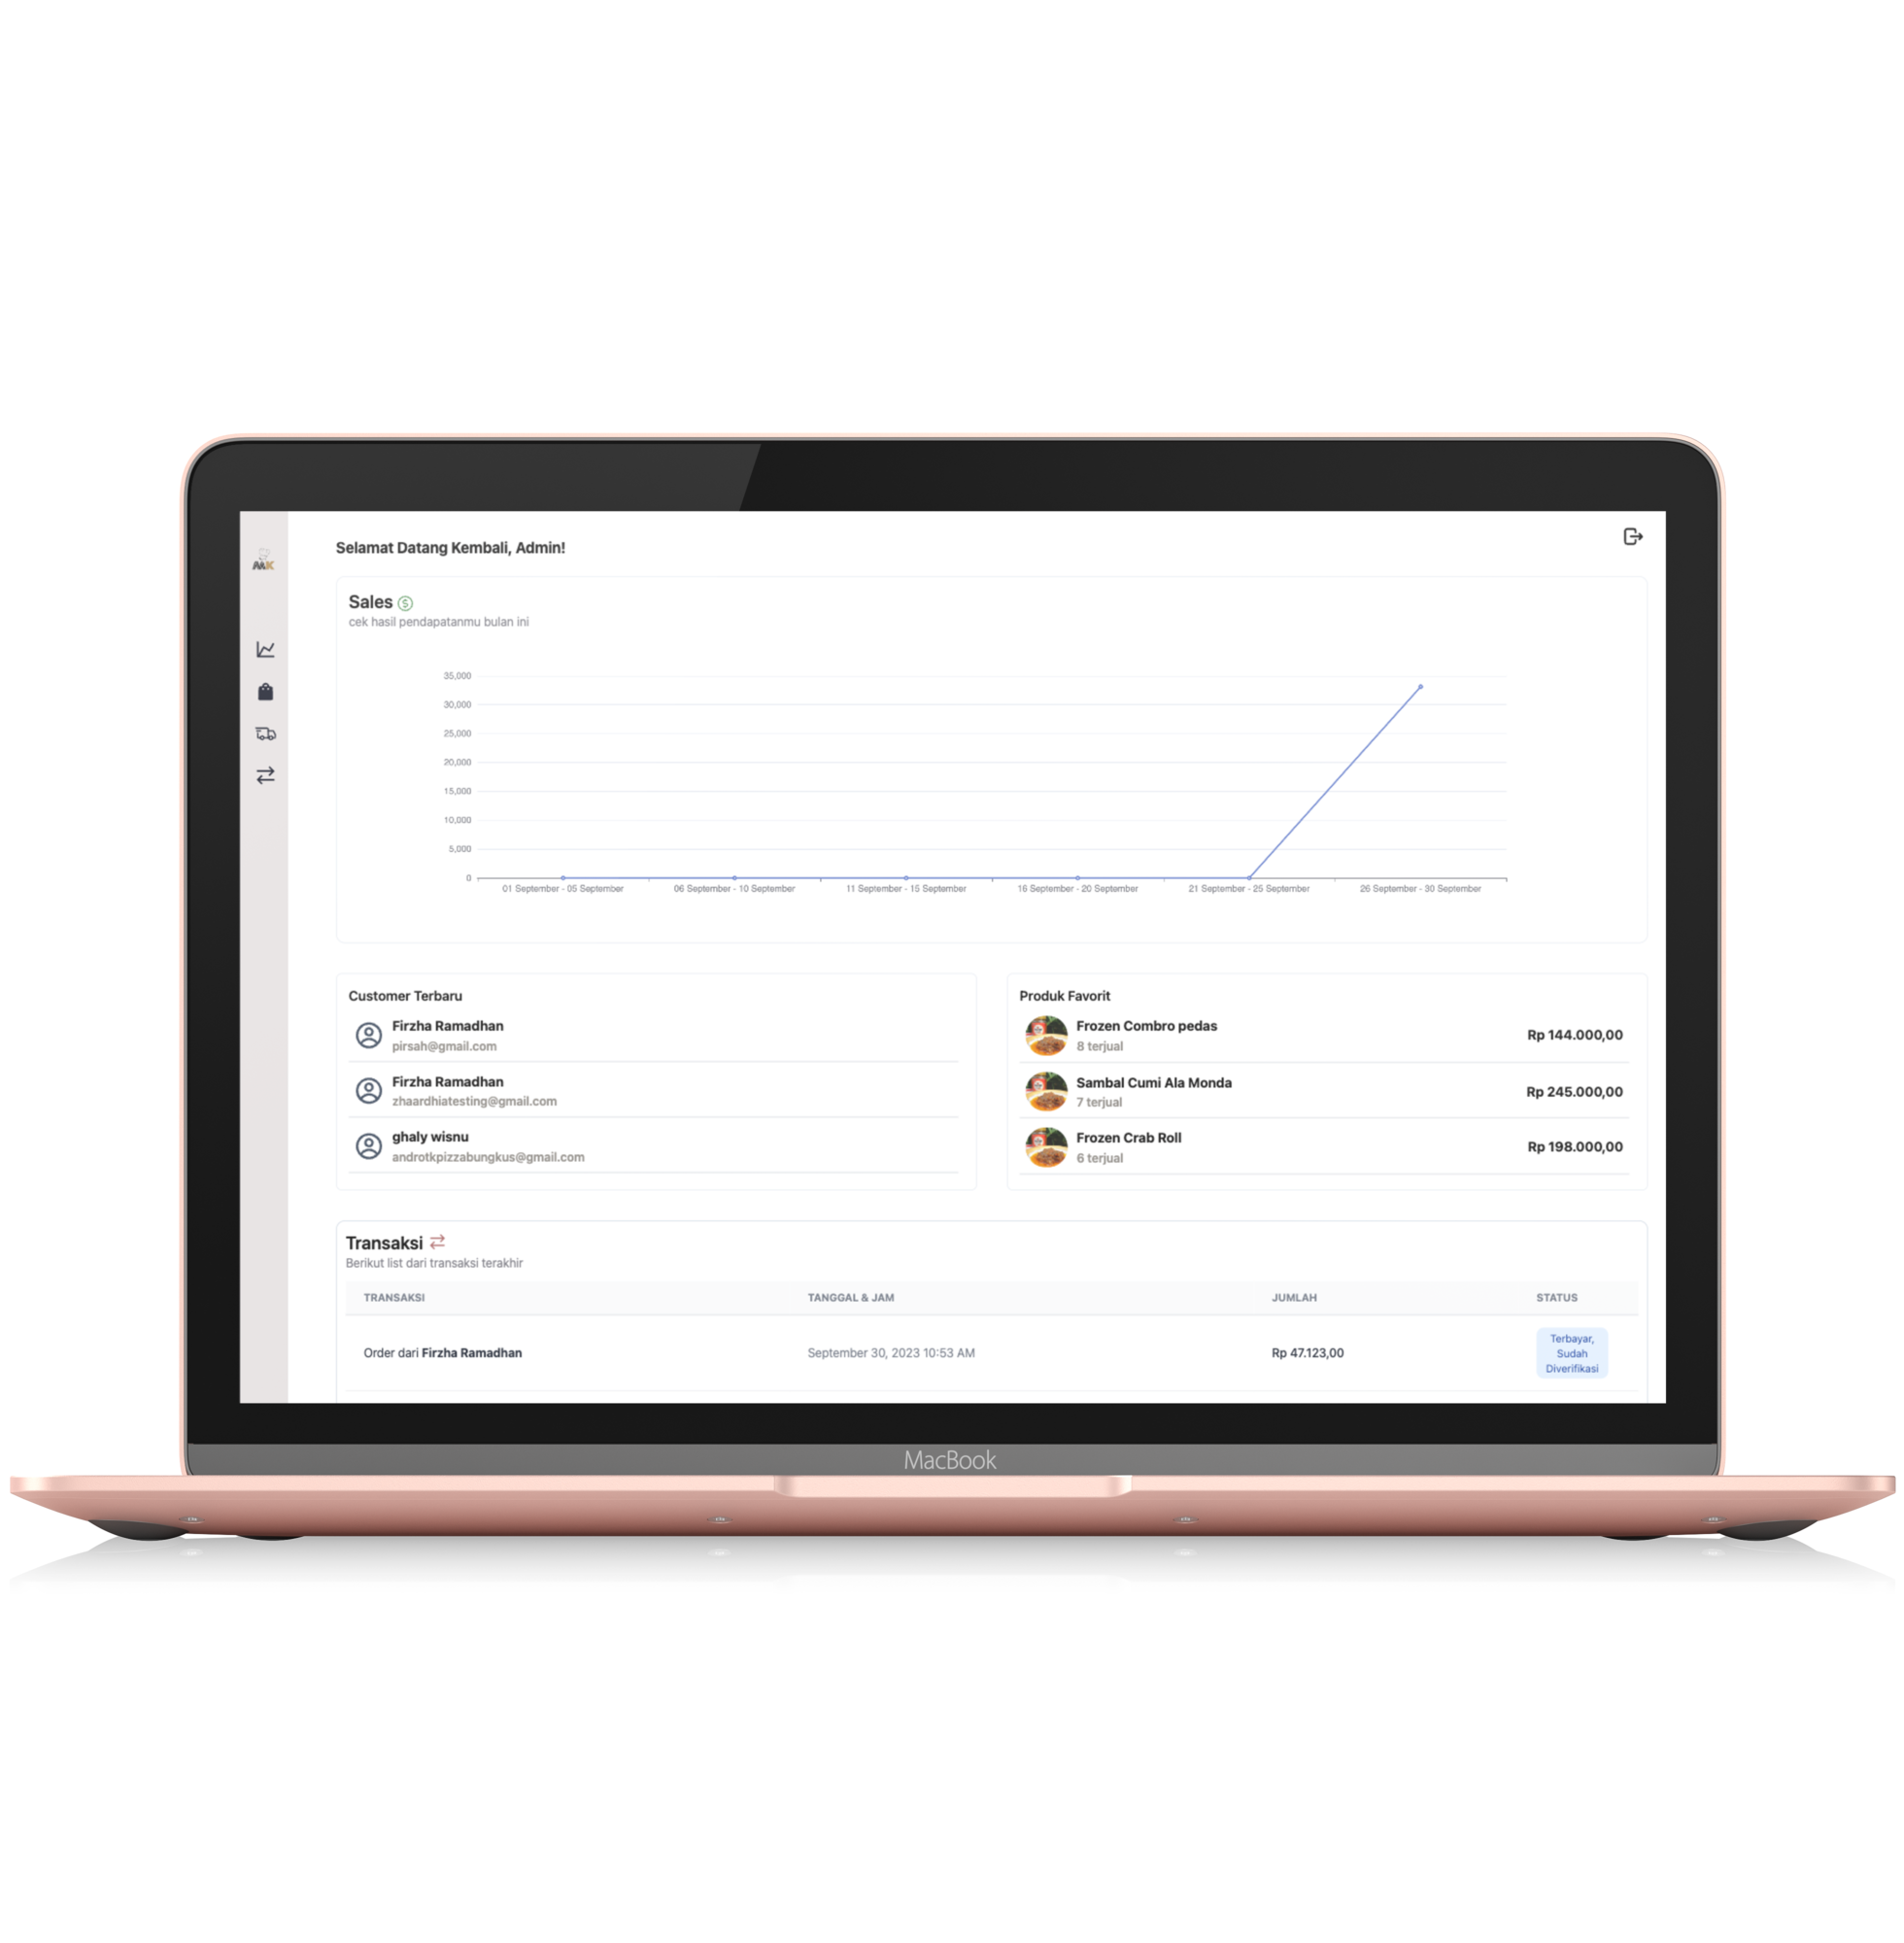 MK
Selamat Datang Kembali, Admin!
Sales
cek hasil pendapatanmu bulan ini
35,000
30,000
25,000
20,000
15,000
10,000
5,000
0
01 September - 05 September
06 September - 10 September
11 September - 15 September
16 September - 20 September
21 September - 25 September
26 September - 30 September
Customer Terbaru
Firzha Ramadhan
pirsah@gmail.com
Firzha Ramadhan
zhaardhiatesting@gmail.com
ghaly wisnu
androtkpizzabungkus@gmail.com
Produk Favorit
Frozen Combro pedas
8 terjual
Rp 144.000,00
Sambal Cumi Ala Monda
7 terjual
Rp 245.000,00
Frozen Crab Roll
6 terjual
Rp 198.000,00
Transaksi
Berikut list dari transaksi terakhir
TRANSAKSI TANGGAL & JAM JUMLAH STATUS
Order dari Firzha Ramadhan September 30, 2023 10:53 AM Rp 47.123,00 Terbayar,
Sudah
Diverifikasi
MacBook